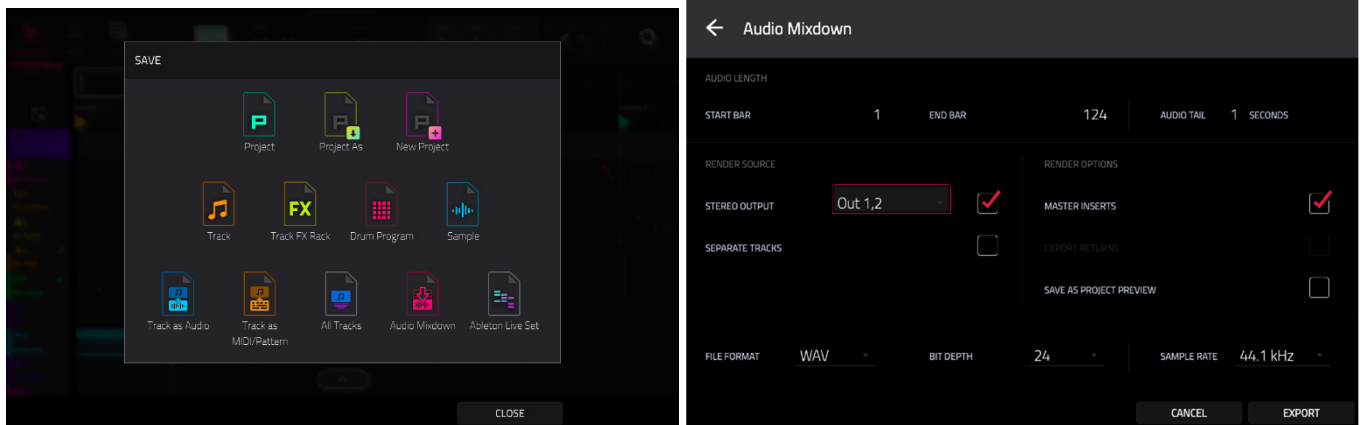 SAVE
Project
Project As
New Project
Track
FX
Track FX Rack
Drum Program
Sample
Track as Audio
Track as
MIDI/Pattern
All Tracks
Audio Mixdown
Ableton Live Set
CLOSE
Audio Mixdown
AUDIO LENGTH
START BAR 1 END BAR 124 AUDIO TAIL 1 SECONDS
RENDER SOURCE
RENDER OPTIONS
STEREO OUTPUT Out 1,2
MASTER INSERTS
SEPARATE TRACKS
EXPORT RETURNS
SAVE AS PROJECT PREVIEW
FILE FORMAT WAV BIT DEPTH 24 SAMPLE RATE 44.1 kHz
CANCEL EXPORT